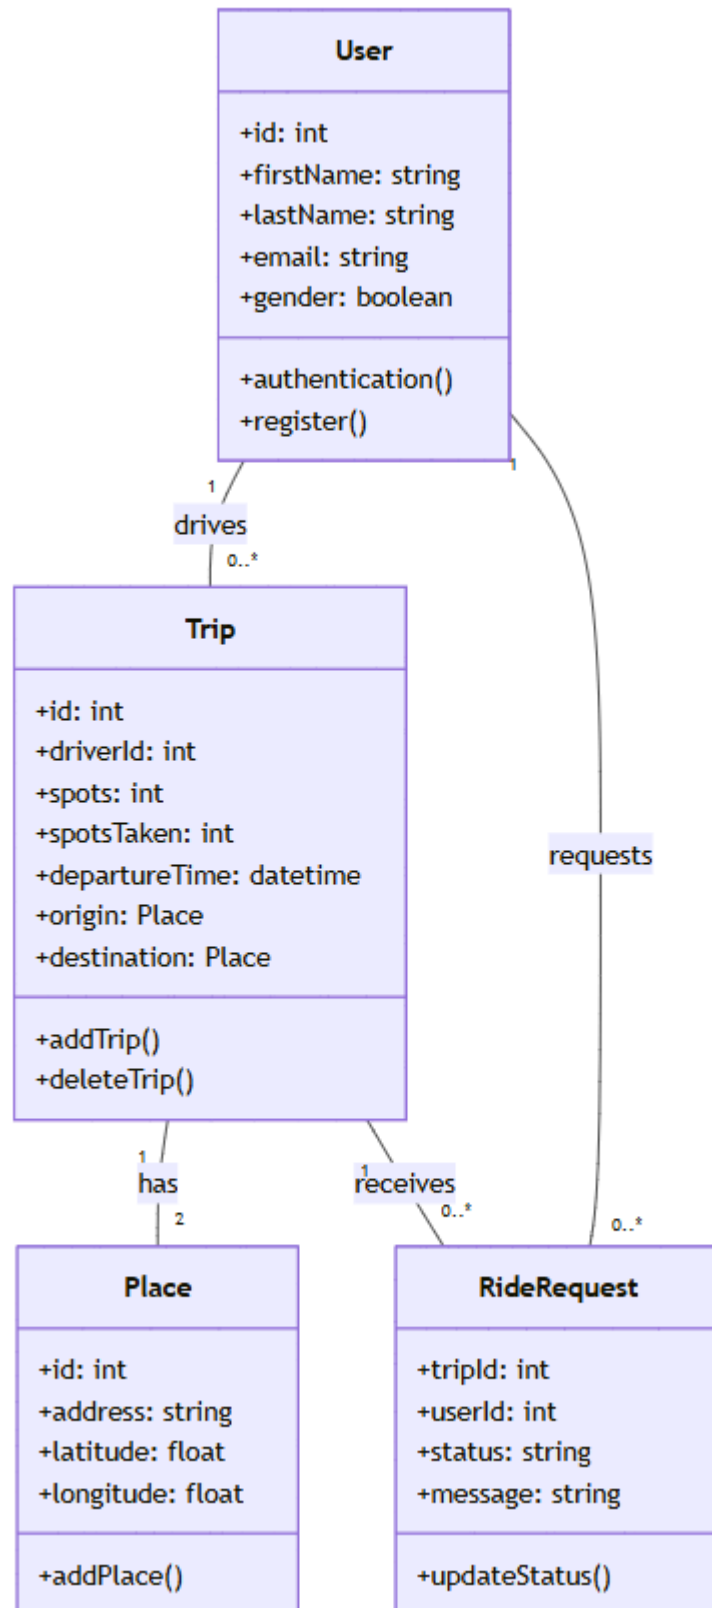 User
+id: int
+firstName: string
+lastName: string
+email: string
+gender: boolean
+authentication()
+register()
1
1
drives
0..*
Trip
+id: int
+driverId: int
+spots: int
+spotsTaken: int
+departureTime: datetime
+origin: Place
+destination: Place
+addTrip()
+deleteTrip()
requests
1
has
2
1
receives
0..*
0..*
Place
+id: int
+address: string
+latitude: float
+longitude: float
+addPlace()
RideRequest
+tripId: int
+userId: int
+status: string
+message: string
+updateStatus()